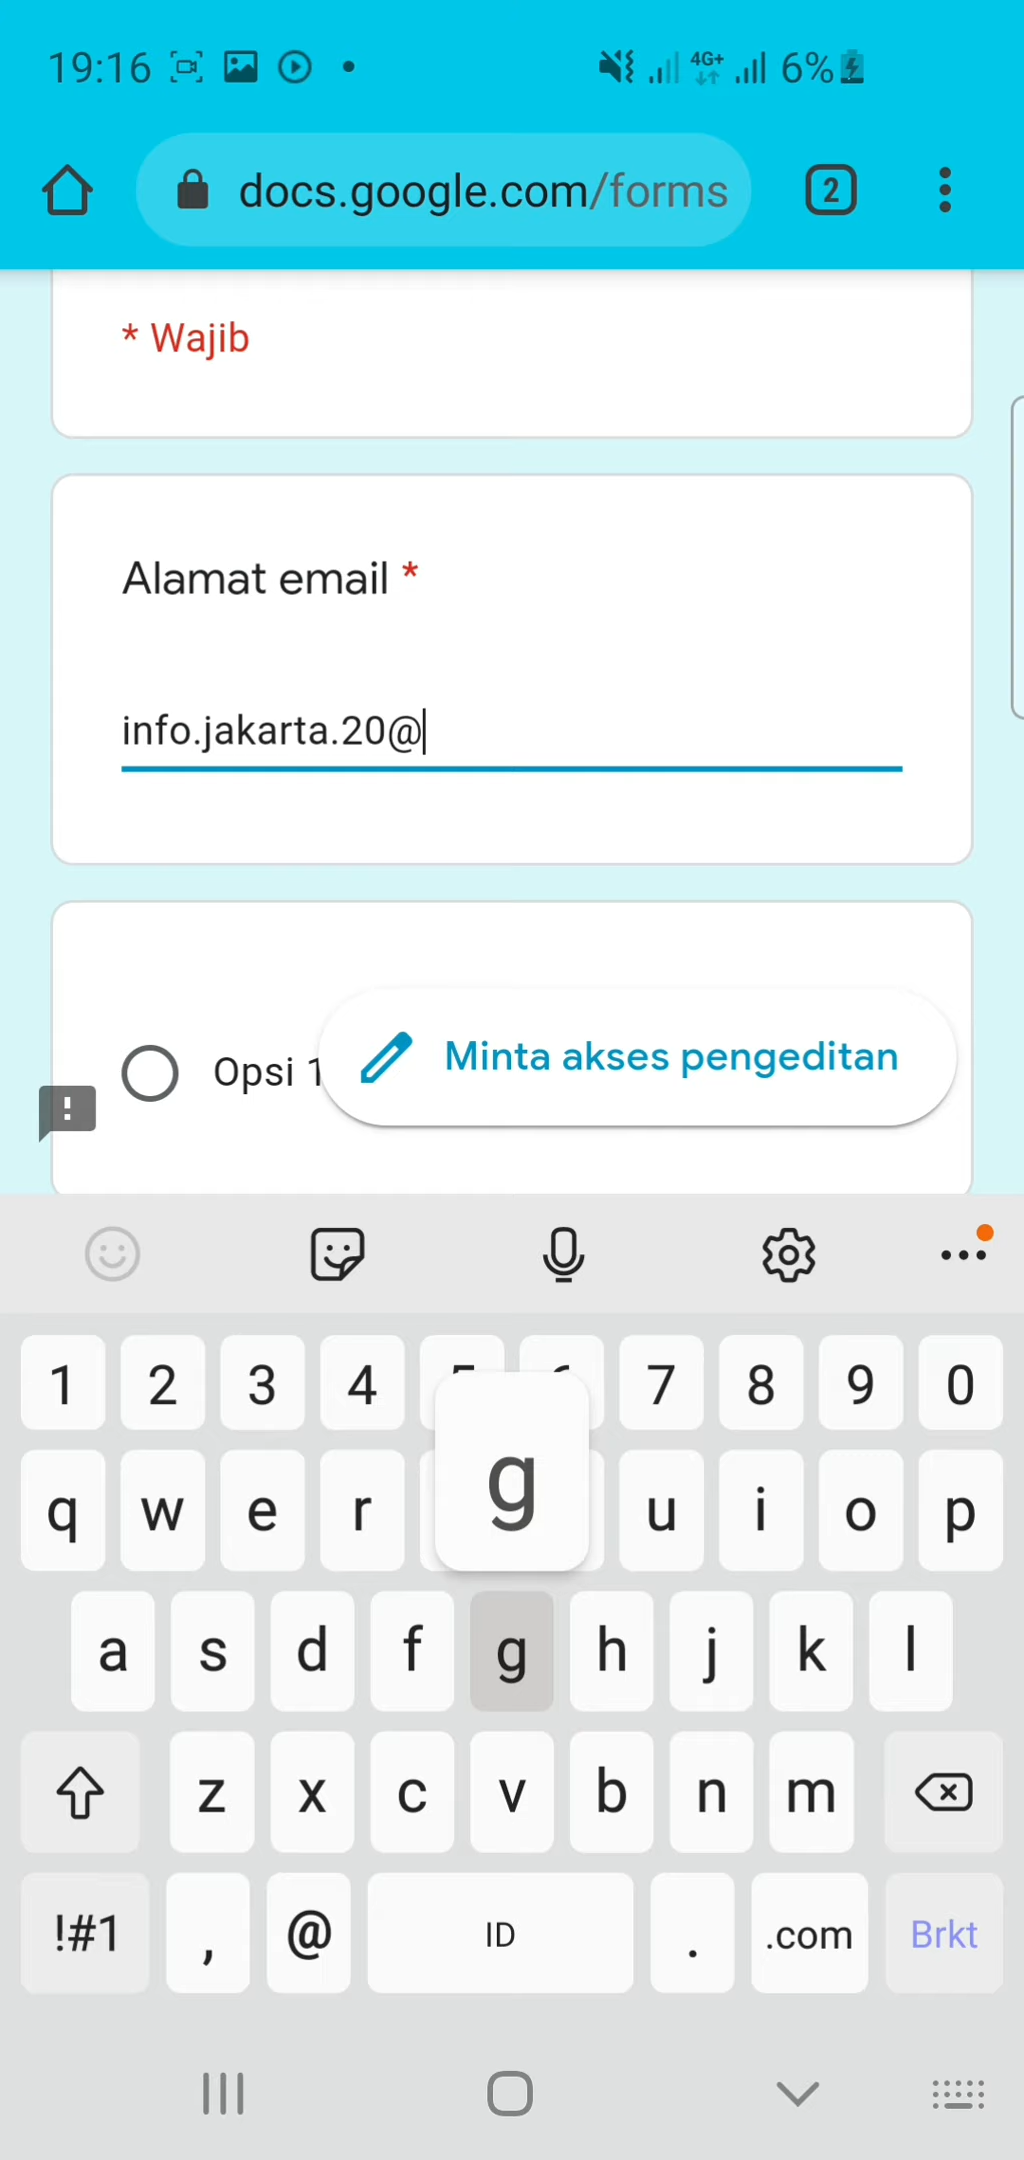 19:16 4G+ 6%
docs.google.com/forms 2
* Wajib
Alamat email *
info.jakarta.20@
Opsi 1
Minta akses pengeditan
1 2 3 4 7 8 9 0
q w e r g u i o p
a s d f g h j k l
z x c v b n m
!#1 , @ ID . .com Brkt